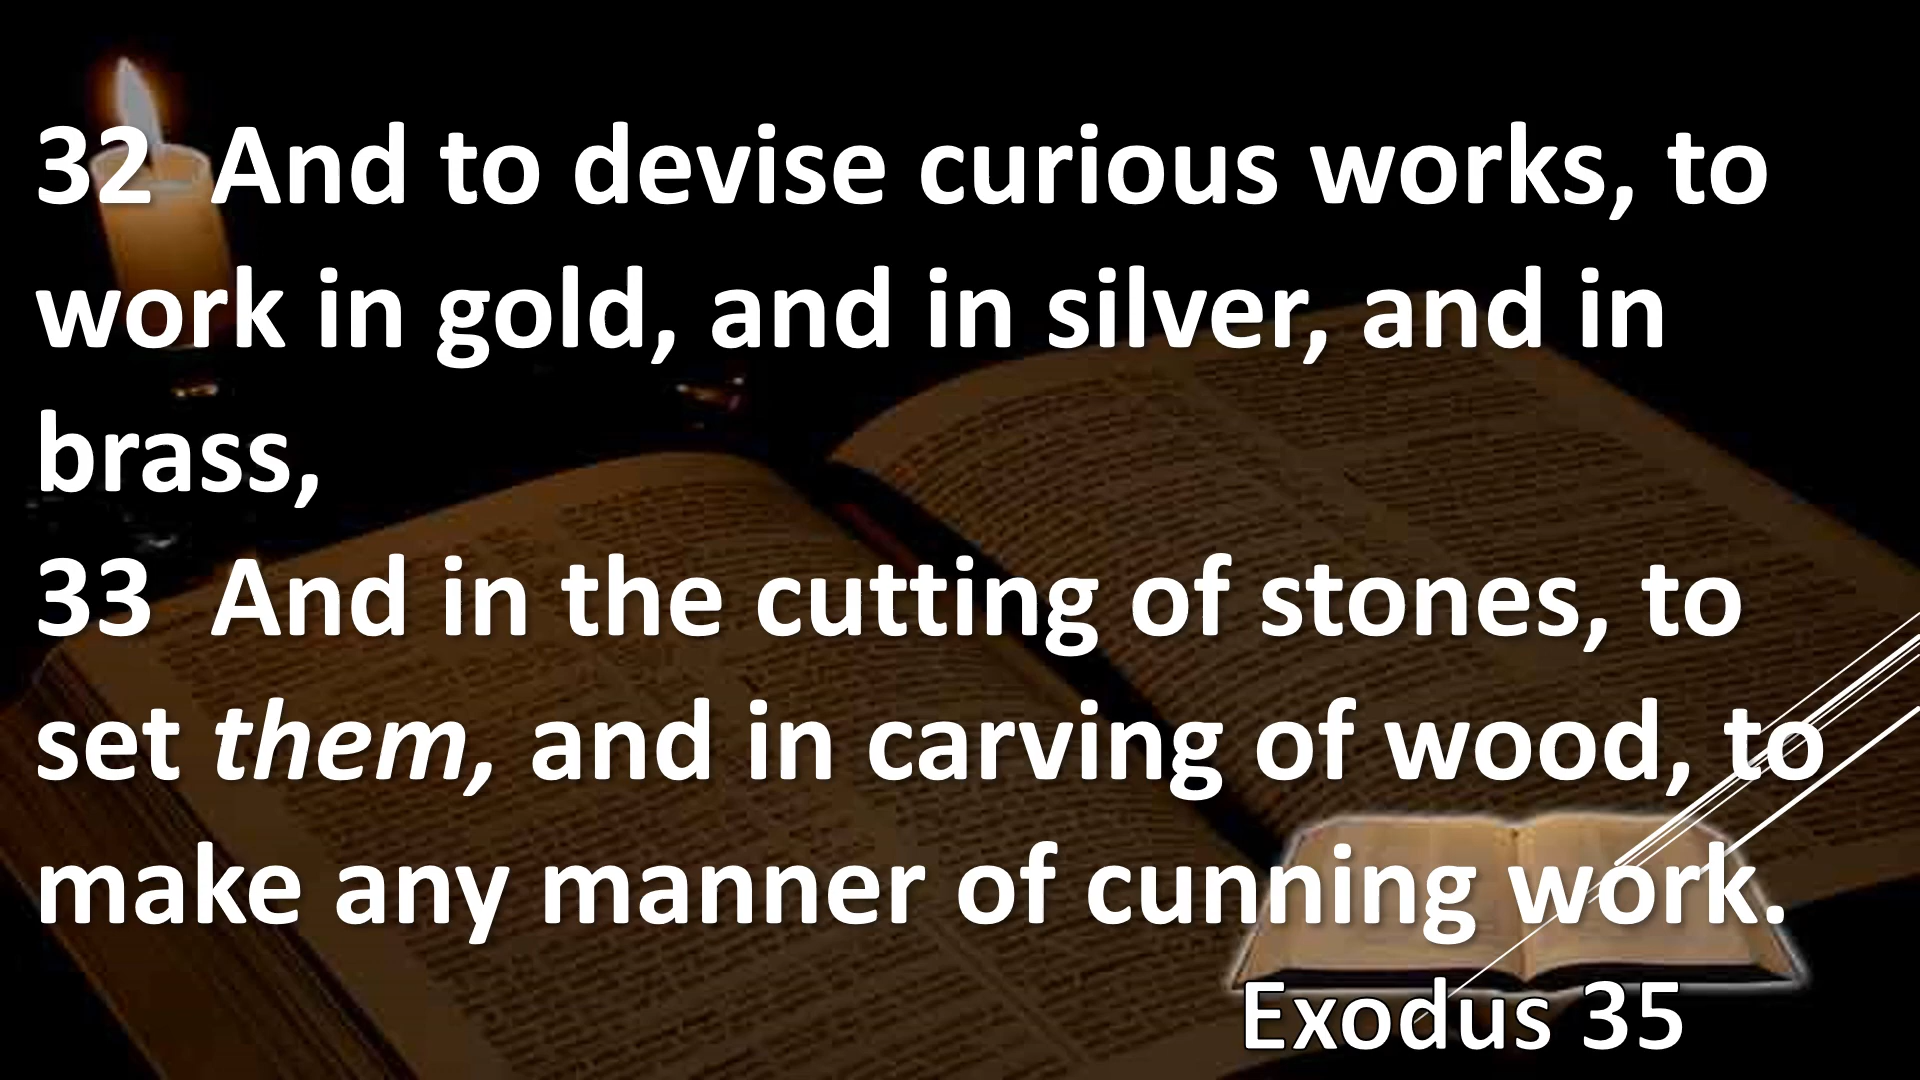 32  And to devise curious works, to
work in gold, and in silver, and in
brass,
33  And in the cutting of stones, to
set them, and in carving of wood, to
make any manner of cunning work.
Exodus 35